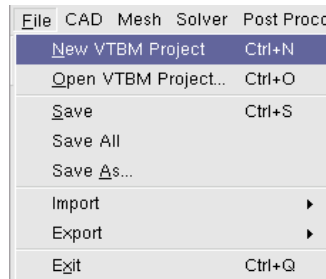 File CAD Mesh Solver Post Proc
New VTBM Project Ctrl+N
Open VTBM Project... Ctrl+O
Save Ctrl+S
Save All
Save As...
Import
Export
Exit Ctrl+Q